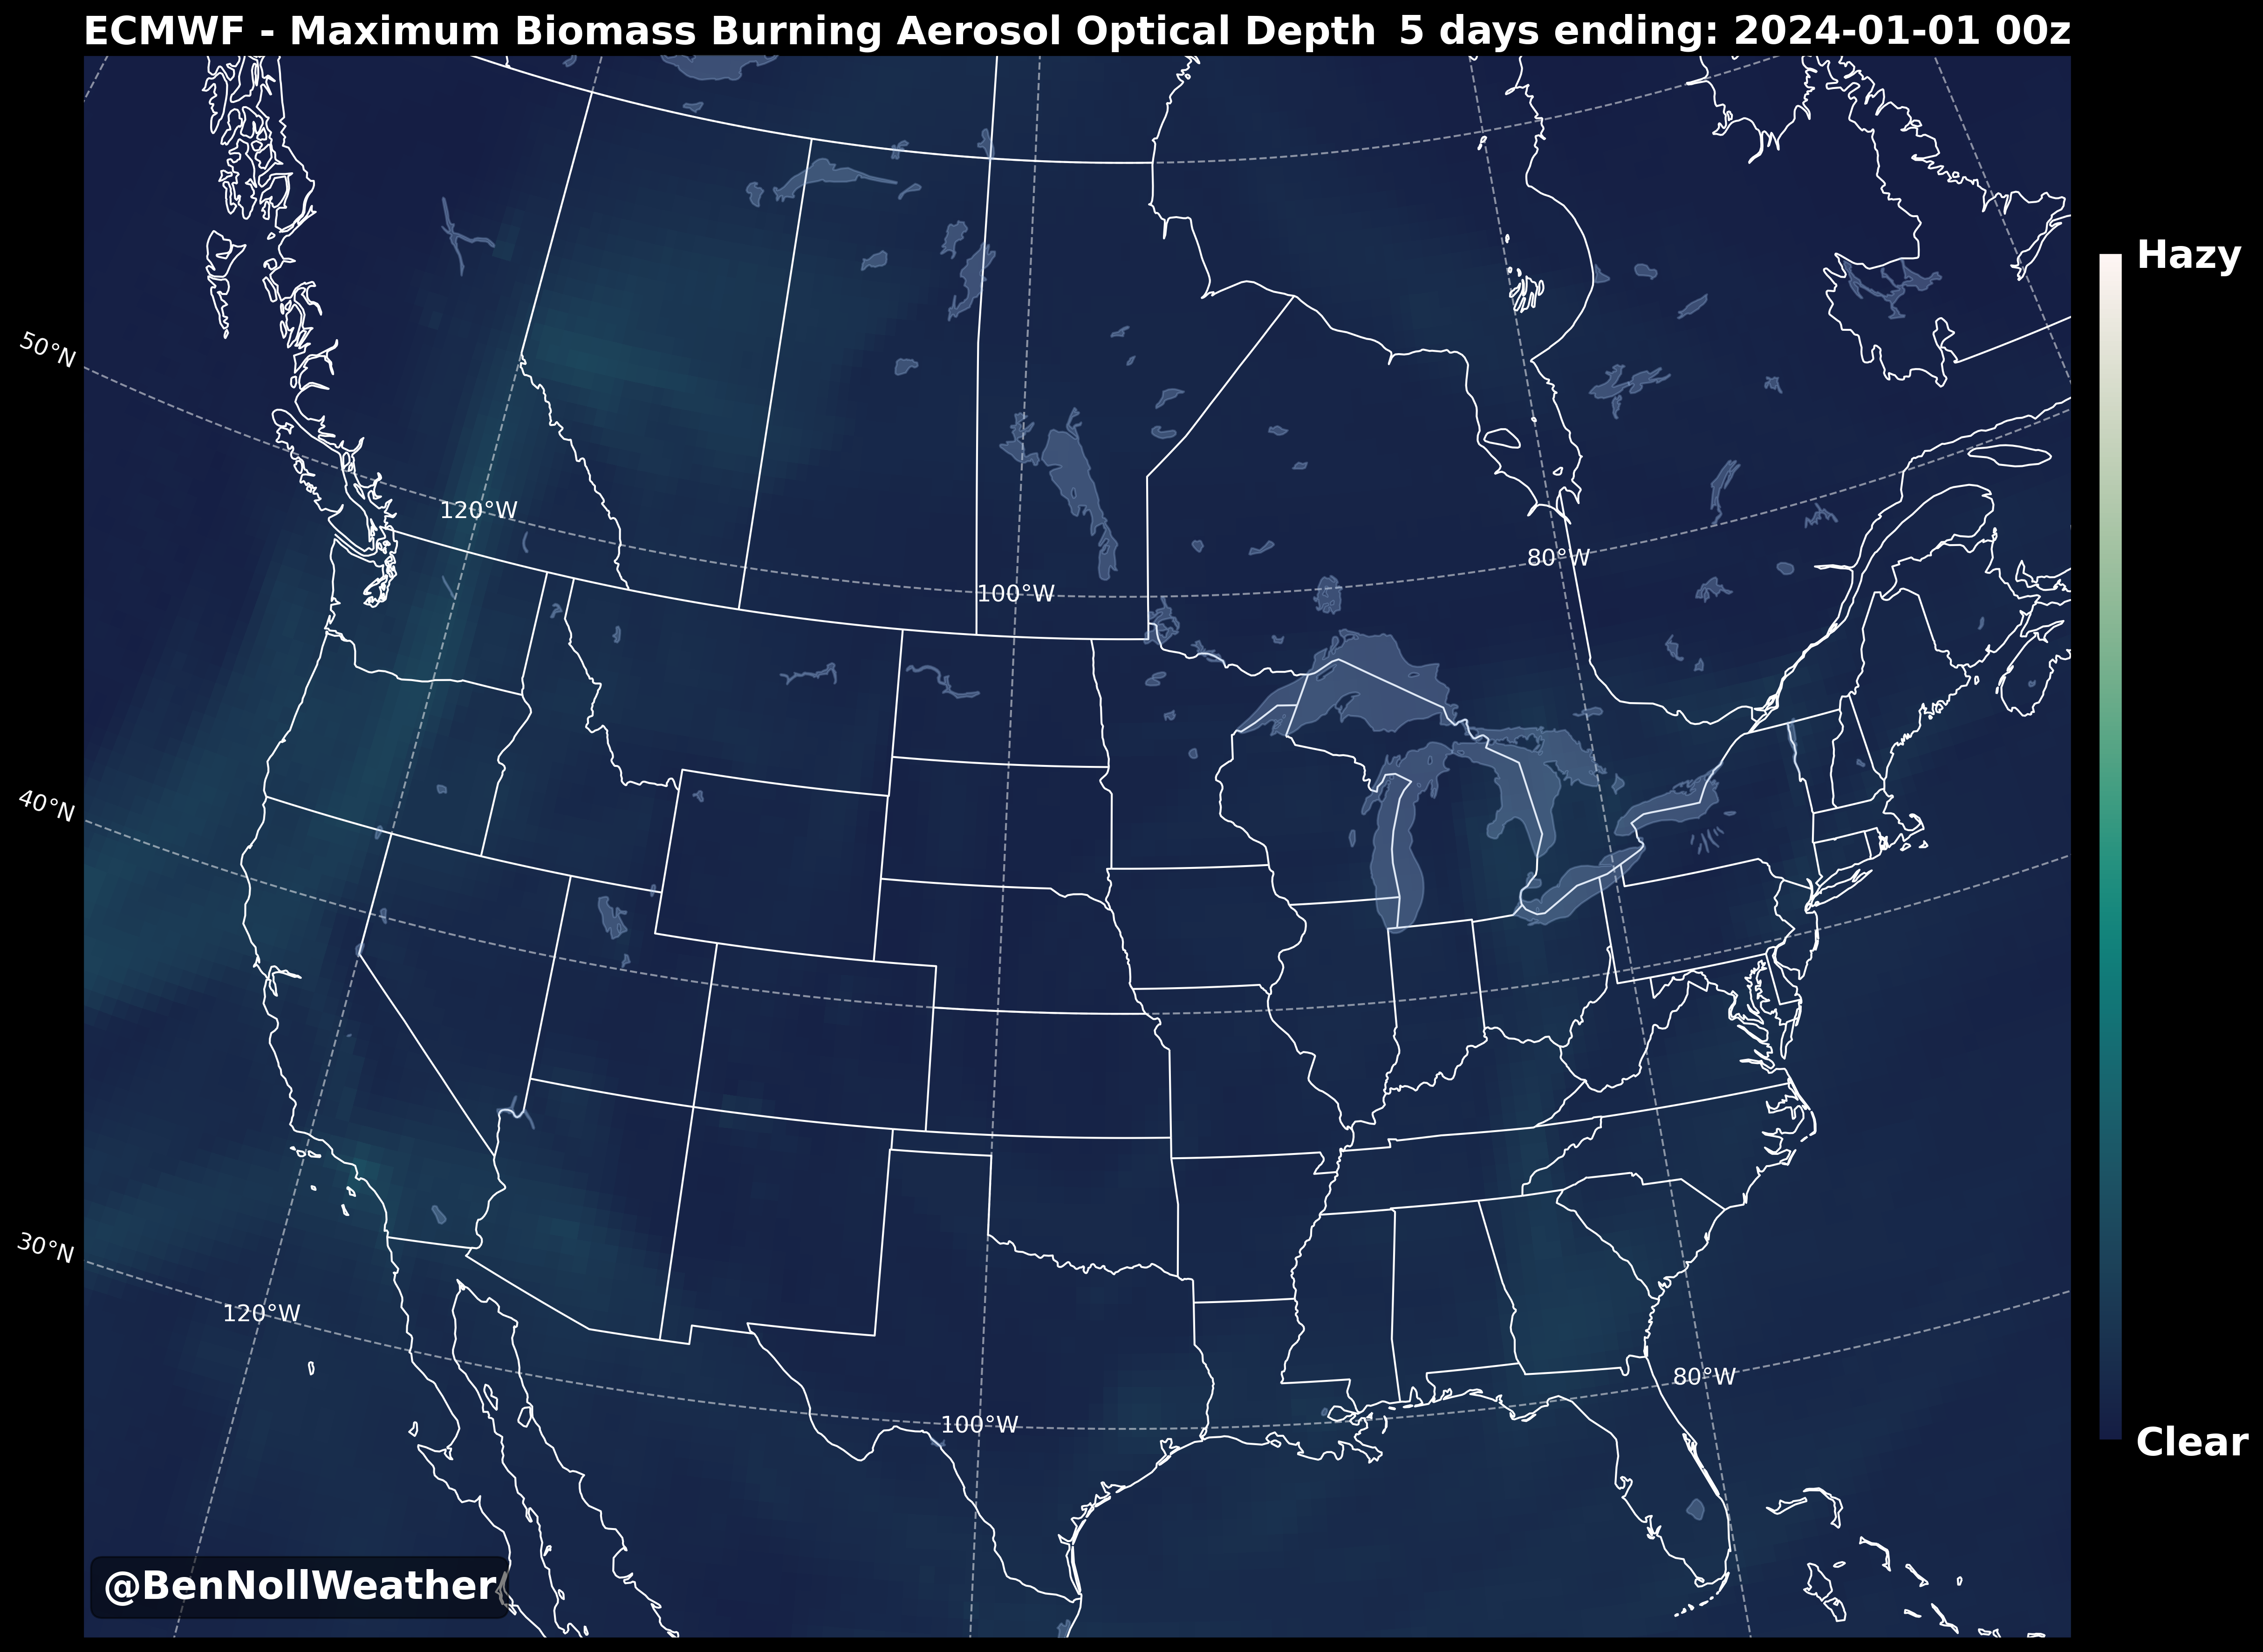 ECMWF - Maximum Biomass Burning Aerosol Optical Depth 5 days ending: 2024-01-01 00z
Hazy
50°N
120°W
80°W
100°W
40°N
30°N
120°W
80°W
100°W
Clear
@BenNollWeather